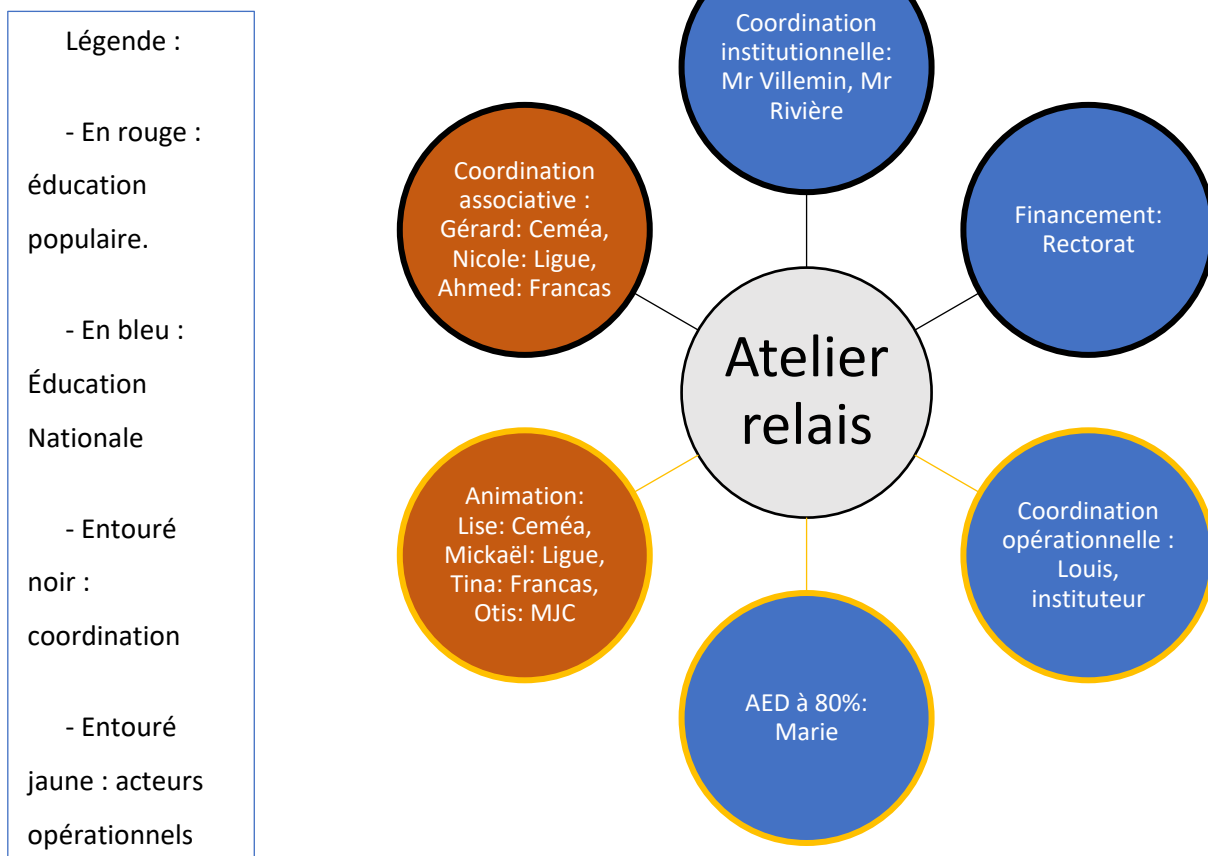 Légende :
- En rouge :
éducation
populaire.
- En bleu :
Éducation
Nationale
- Entouré
noir :
coordination
- Entouré
jaune : acteurs
opérationnels
Coordination
institutionnelle:
Mr Villemin, Mr
Rivière
Coordination
associative :
Gérard: Ceméa,
Nicole: Ligue,
Ahmed: Francas
Financement:
Rectorat
Atelier
relais
Animation:
Lise: Ceméa,
Mickaël: Ligue,
Tina: Francas,
Otis: MJC
Coordination
opérationnelle :
Louis,
instituteur
AED à 80%:
Marie